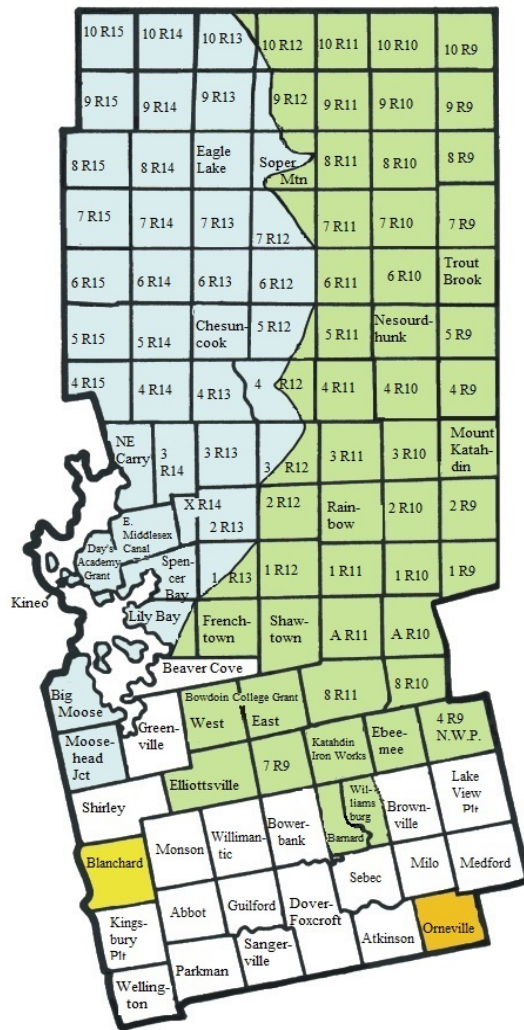 10 R15 10 R14 10 R13 10 R12 10 R11 10 R10 10 R9
9 R15 9 R14 9 R13 9 R12 9 R11 9 R10 9 R9
8 R15 8 R14 Eagle Lake Soper Mtn 8 R11 8 R10 8 R9
7 R15 7 R14 7 R13 7 R12 7 R11 7 R10 7 R9
6 R15 6 R14 6 R13 6 R12 6 R11 6 R10 Trout Brook
5 R15 5 R14 Chesun-
cook 5 R12 5 R11 Nesourd-
hunk 5 R9
4 R15 4 R14 4 R13 4 R12 4 R11 4 R10 4 R9
NE
Carry
3
R14
3 R13
3 R12
3 R11
3 R10
Mount
Katah-
din
X R14
2 R13
2 R12
Rain-
bow
2 R10
2 R9
E.
Middlesex
Canal
Day's
Academy
Grant
Kineo
Spen-
cer
Bay
1 R13
1 R12
1 R11
1 R10
1 R9
Lily Bay
French-
town
Shaw-
town
A R11
A R10
Beaver Cove
Big
Moose
Green-
ville
Bowdoin College Grant
West
East
8 R11
8 R10
Moose-
head
Jct
Elliottsville
7 R9
Katahdin
Iron Works
Ebee-
mee
4 R9
N.W.P.
Shirley
Monson
Williman-
tic
Bower-
bank
Barnard
Wil-
liams
burg
Brown-
ville
Lake
View
Plt
Blanchard
Abbot
Guilford
Dover-
Foxcroft
Sebec
Milo
Medford
Kings-
bury
Plt
Parkman
Sanger-
ville
Atkinson
Orneville
Welling-
ton